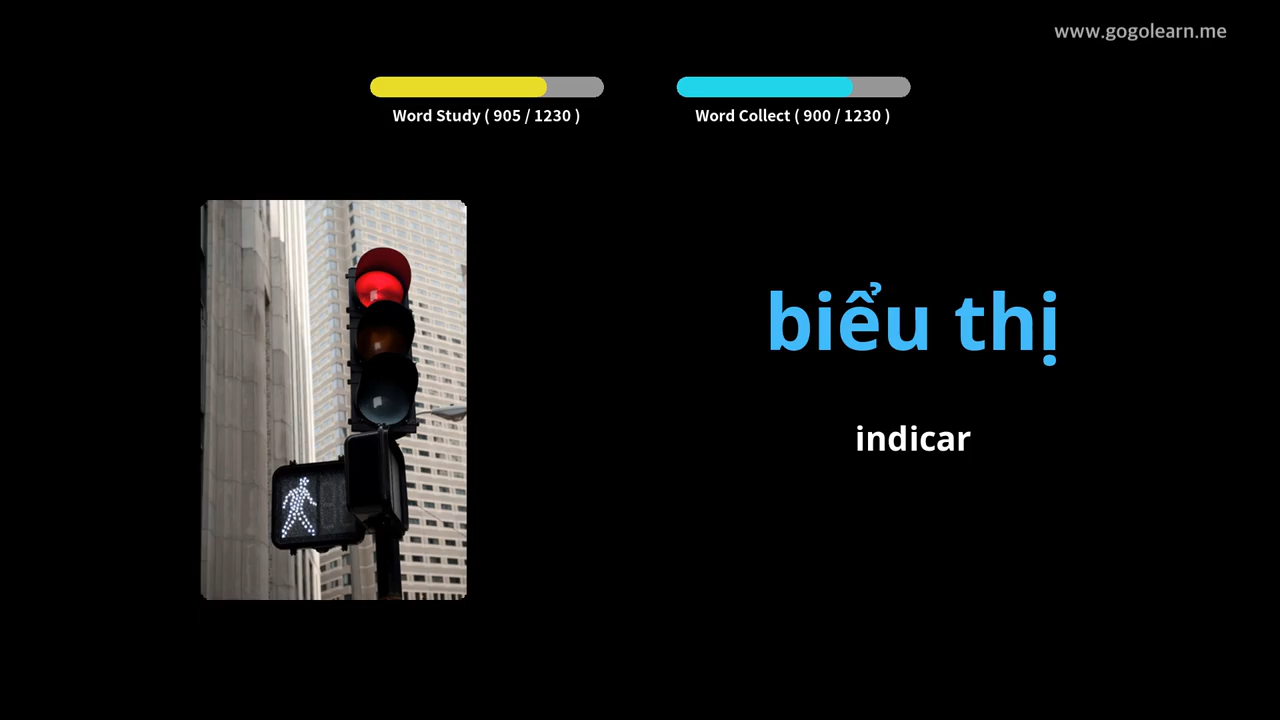 www.gogolearn.me
Word Study ( 905 / 1230 )
Word Collect ( 900 / 1230 )
biểu thị
indicar